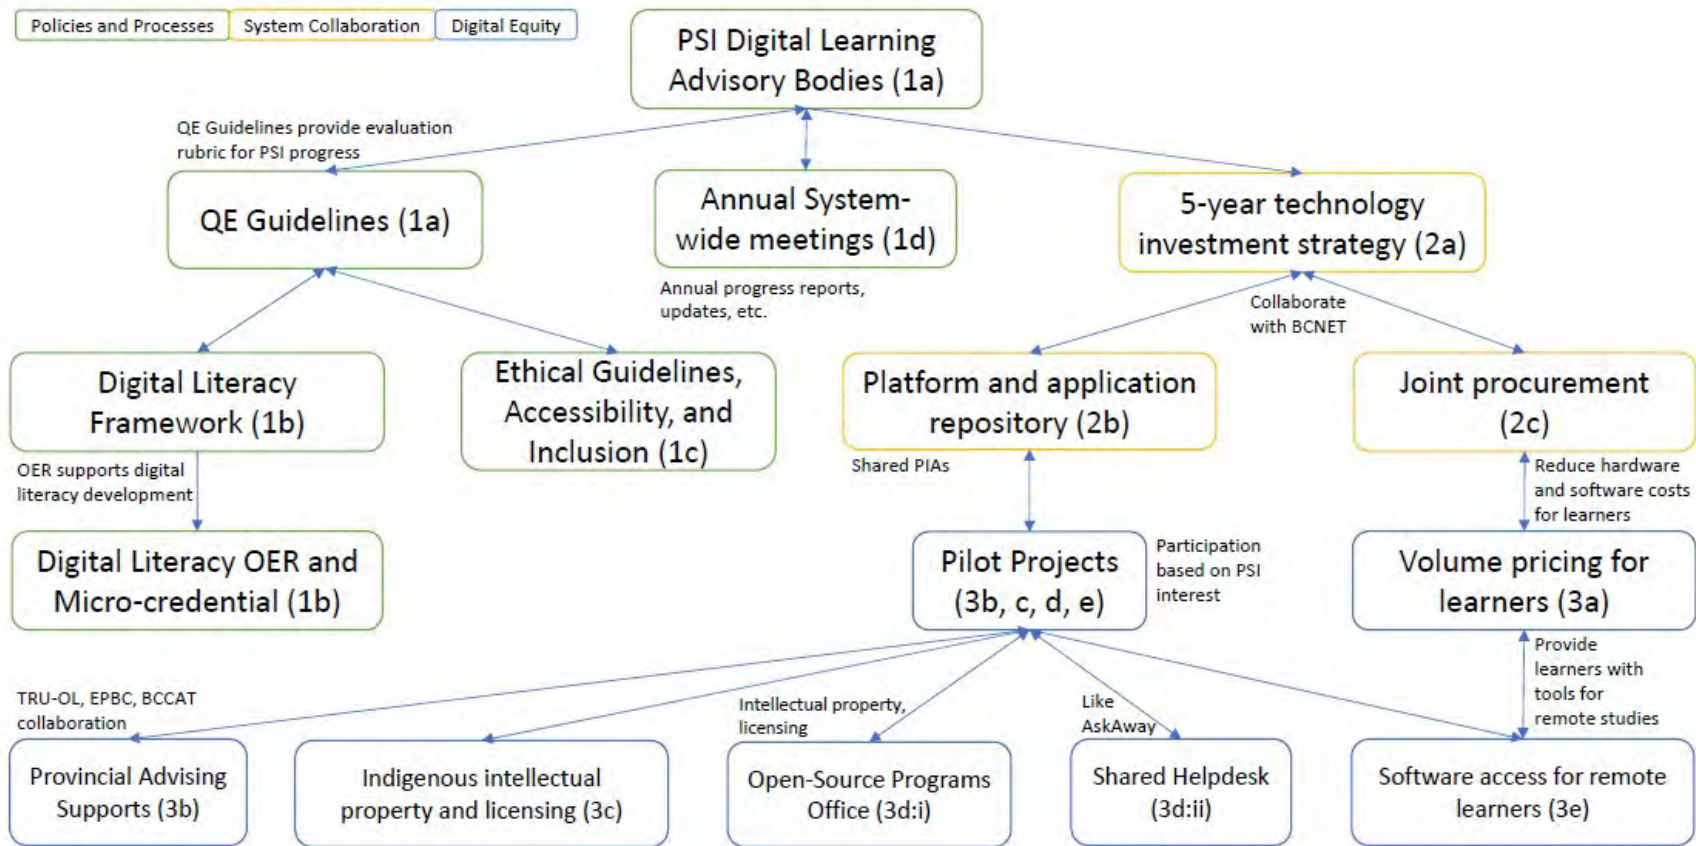 Policies and Processes
System Collaboration
Digital Equity
PSI Digital Learning
Advisory Bodies (1a)
QE Guidelines provide evaluation
rubric for PSI progress
QE Guidelines (1a)
Annual System-
wide meetings (1d)
5-year technology
investment strategy (2a)
Annual progress reports,
updates, etc.
Collaborate
with BCNET
Digital Literacy
Framework (1b)
Ethical Guidelines,
Accessibility, and
Inclusion (1c)
Platform and application
repository (2b)
Joint procurement
(2c)
OER supports digital
literacy development
Shared PIAs
Reduce hardware
and software costs
for learners
Digital Literacy OER and
Micro-credential (1b)
Pilot Projects
(3b, c, d, e)
Participation
based on PSI
interest
Volume pricing for
learners (3a)
Provide
learners with
tools for
remote studies
TRU-OL, EPBC, BCCAT
collaboration
Intellectual property,
licensing
Like
AskAway
Provincial Advising
Supports (3b)
Indigenous intellectual
property and licensing (3c)
Open-Source Programs
Office (3d:i)
Shared Helpdesk
(3d:ii)
Software access for remote
learners (3e)